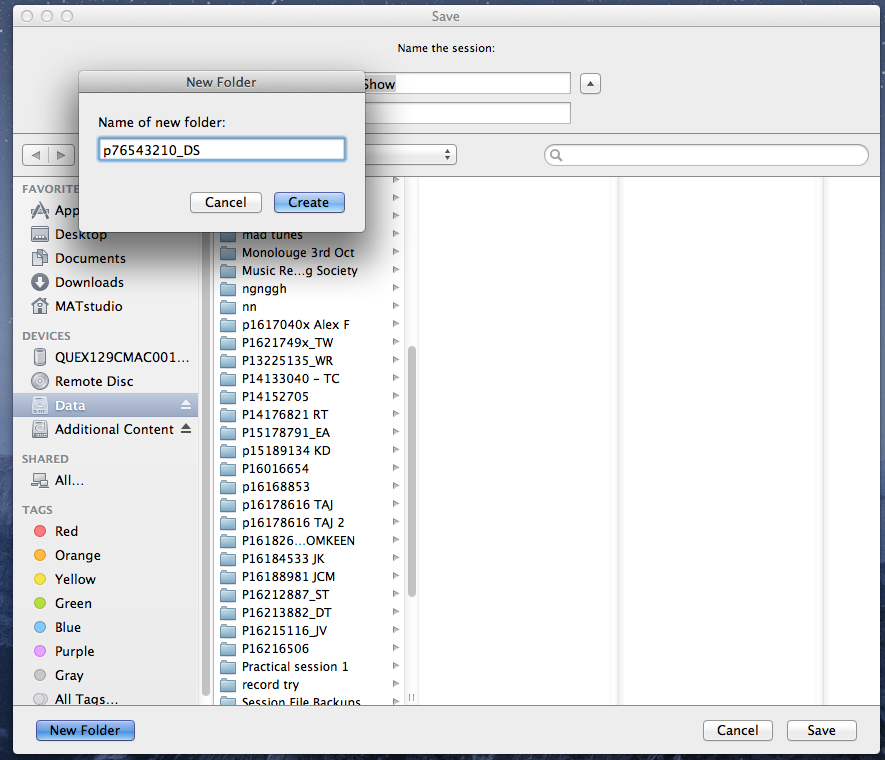 Save
Name the session:
Show
New Folder
Name of new folder:
p76543210_DS
Cancel
Create
FAVORITE
App
Desktop
Documents
Downloads
MATstudio
DEVICES
QUEX129CMAC001...
Remote Disc
Data
Additional Content
SHARED
All...
TAGS
Red
Orange
Yellow
Green
Blue
Purple
Gray
All Tags...
mad tunes
Monolouge 3rd Oct
Music Re...g Society
ngnggh
nn
p1617040x Alex F
P1621749x_TW
P13225135_WR
P14133040 - TC
P14152705
P14176821 RT
P15178791_EA
p15189134 KD
P16016654
p16168853
p16178616 TAJ
p16178616 TAJ 2
P161826...OMKEEN
P16184533 JK
P16188981 JCM
P16212887_ST
P16213882_DT
P16215116_JV
P16216506
Practical session 1
record try
Session File Backups
New Folder
Cancel
Save